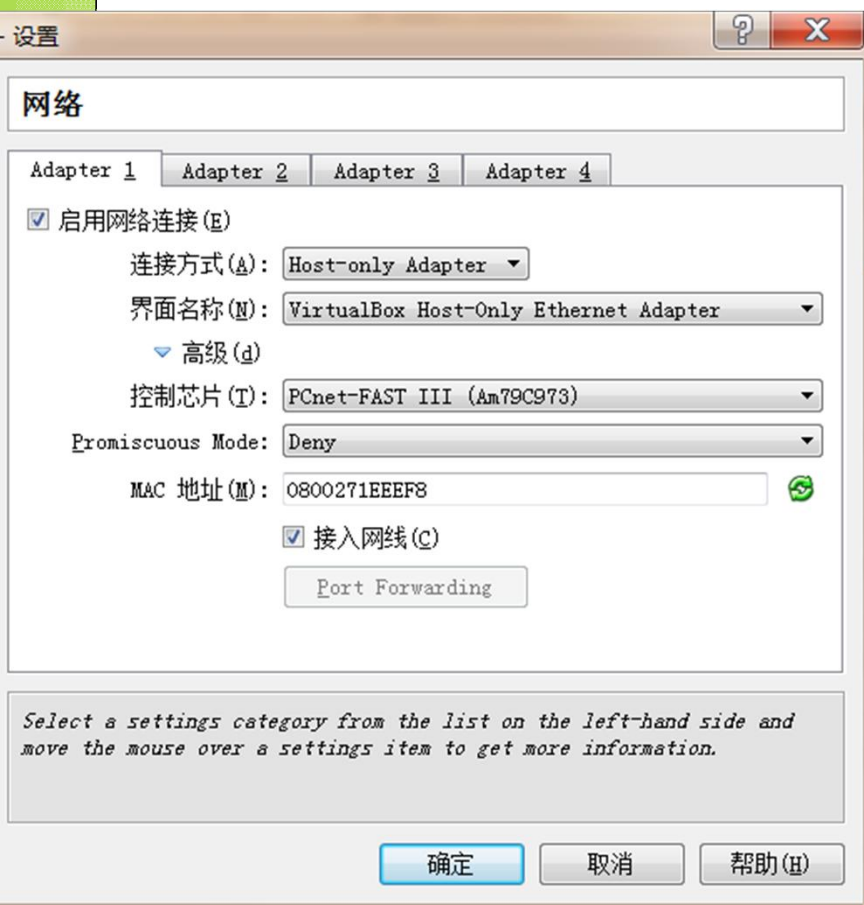 - 设置
网络
Adapter 1 Adapter 2 Adapter 3 Adapter 4
启用网络连接(E)
连接方式(A): Host-only Adapter
界面名称(N): VirtualBox Host-Only Ethernet Adapter
高级(d)
控制芯片(T): PCnet-FAST III (Am79C973)
Promiscuous Mode: Deny
MAC 地址(M): 0800271EEEF8
接入网线(C)
Port Forwarding
Select a settings category from the list on the left-hand side and
move the mouse over a settings item to get more information.
确定 取消 帮助(H)